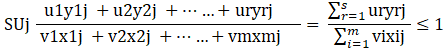 SUj u1y1j + u2y2j + ⋯ … + uryrj / v1x1j + v2x2j + ⋯ … + vmxmj = ∑_{r=1}^{s} uryrj / ∑_{i=1}^{m} vixij ≤ 1